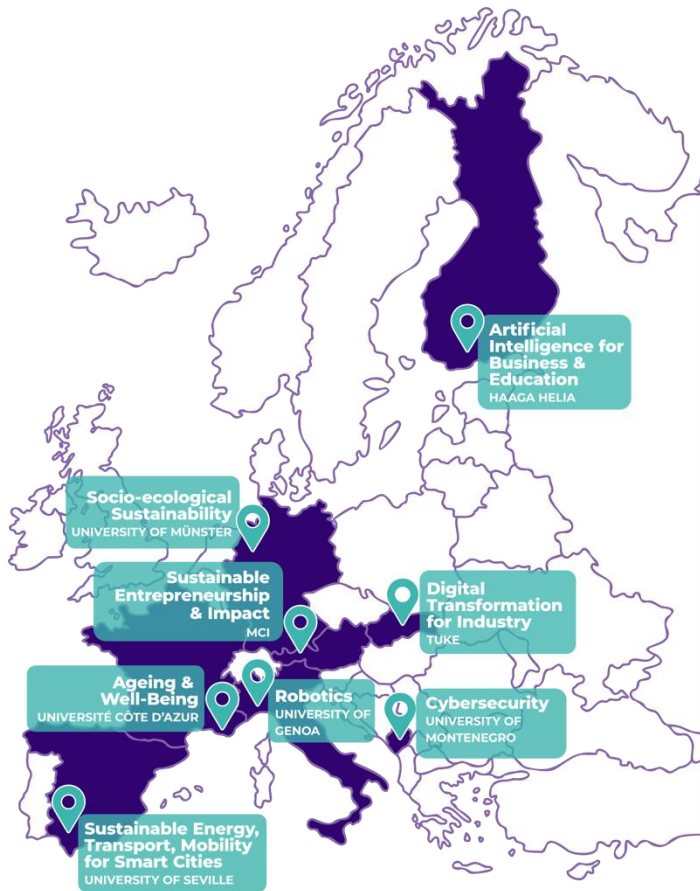 Artificial
Intelligence for
Business &
Education
HAAGA HELIA
Socio-ecological
Sustainability
UNIVERSITY OF MÜNSTER
Sustainable
Entrepreneurship
& Impact
MCI
Digital
Transformation
for Industry
TUKE
Ageing &
Well-Being
UNIVERSITÉ CÔTE D'AZUR
Robotics
UNIVERSITY OF
GENOA
Cybersecurity
UNIVERSITY OF
MONTENEGRO
Sustainable Energy,
Transport, Mobility
for Smart Cities
UNIVERSITY OF SEVILLE